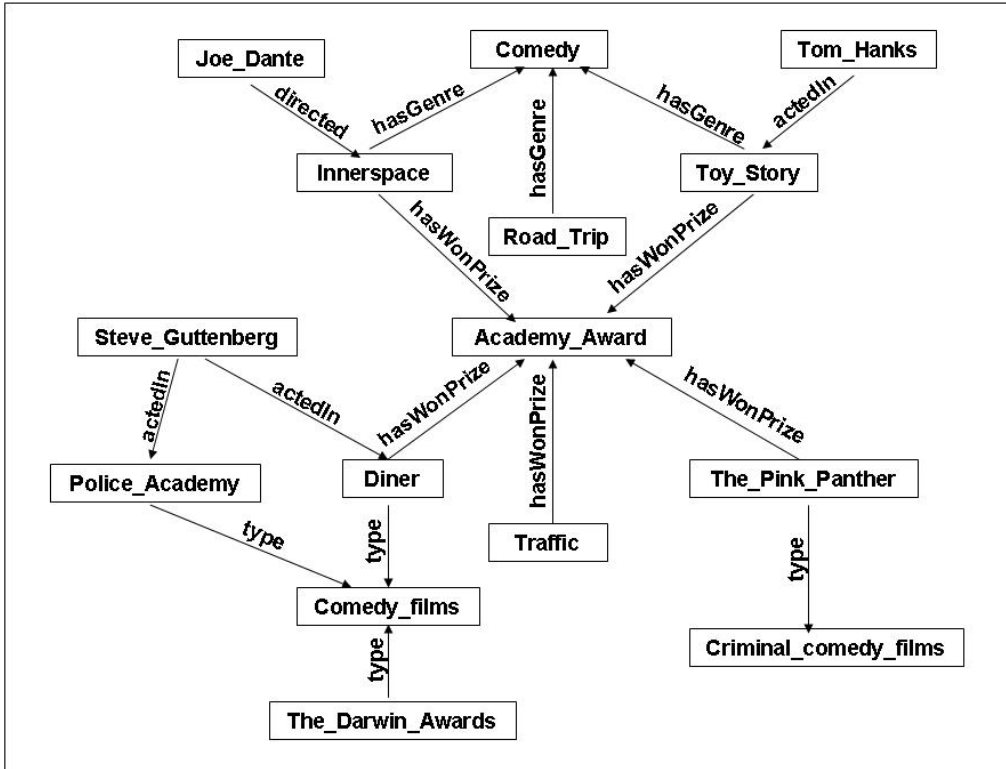 Joe_Dante
Comedy
Tom_Hanks
directed
hasGenre
hasGenre
hasGenre
actedIn
Innerspace
Toy_Story
Road_Trip
hasWonPrize
hasWonPrize
Steve_Guttenberg
Academy_Award
actedIn
actedIn
hasWonPrize
hasWonPrize
hasWonPrize
Police_Academy
Diner
The_Pink_Panther
type
type
Traffic
type
Comedy_films
Criminal_comedy_films
type
The_Darwin_Awards